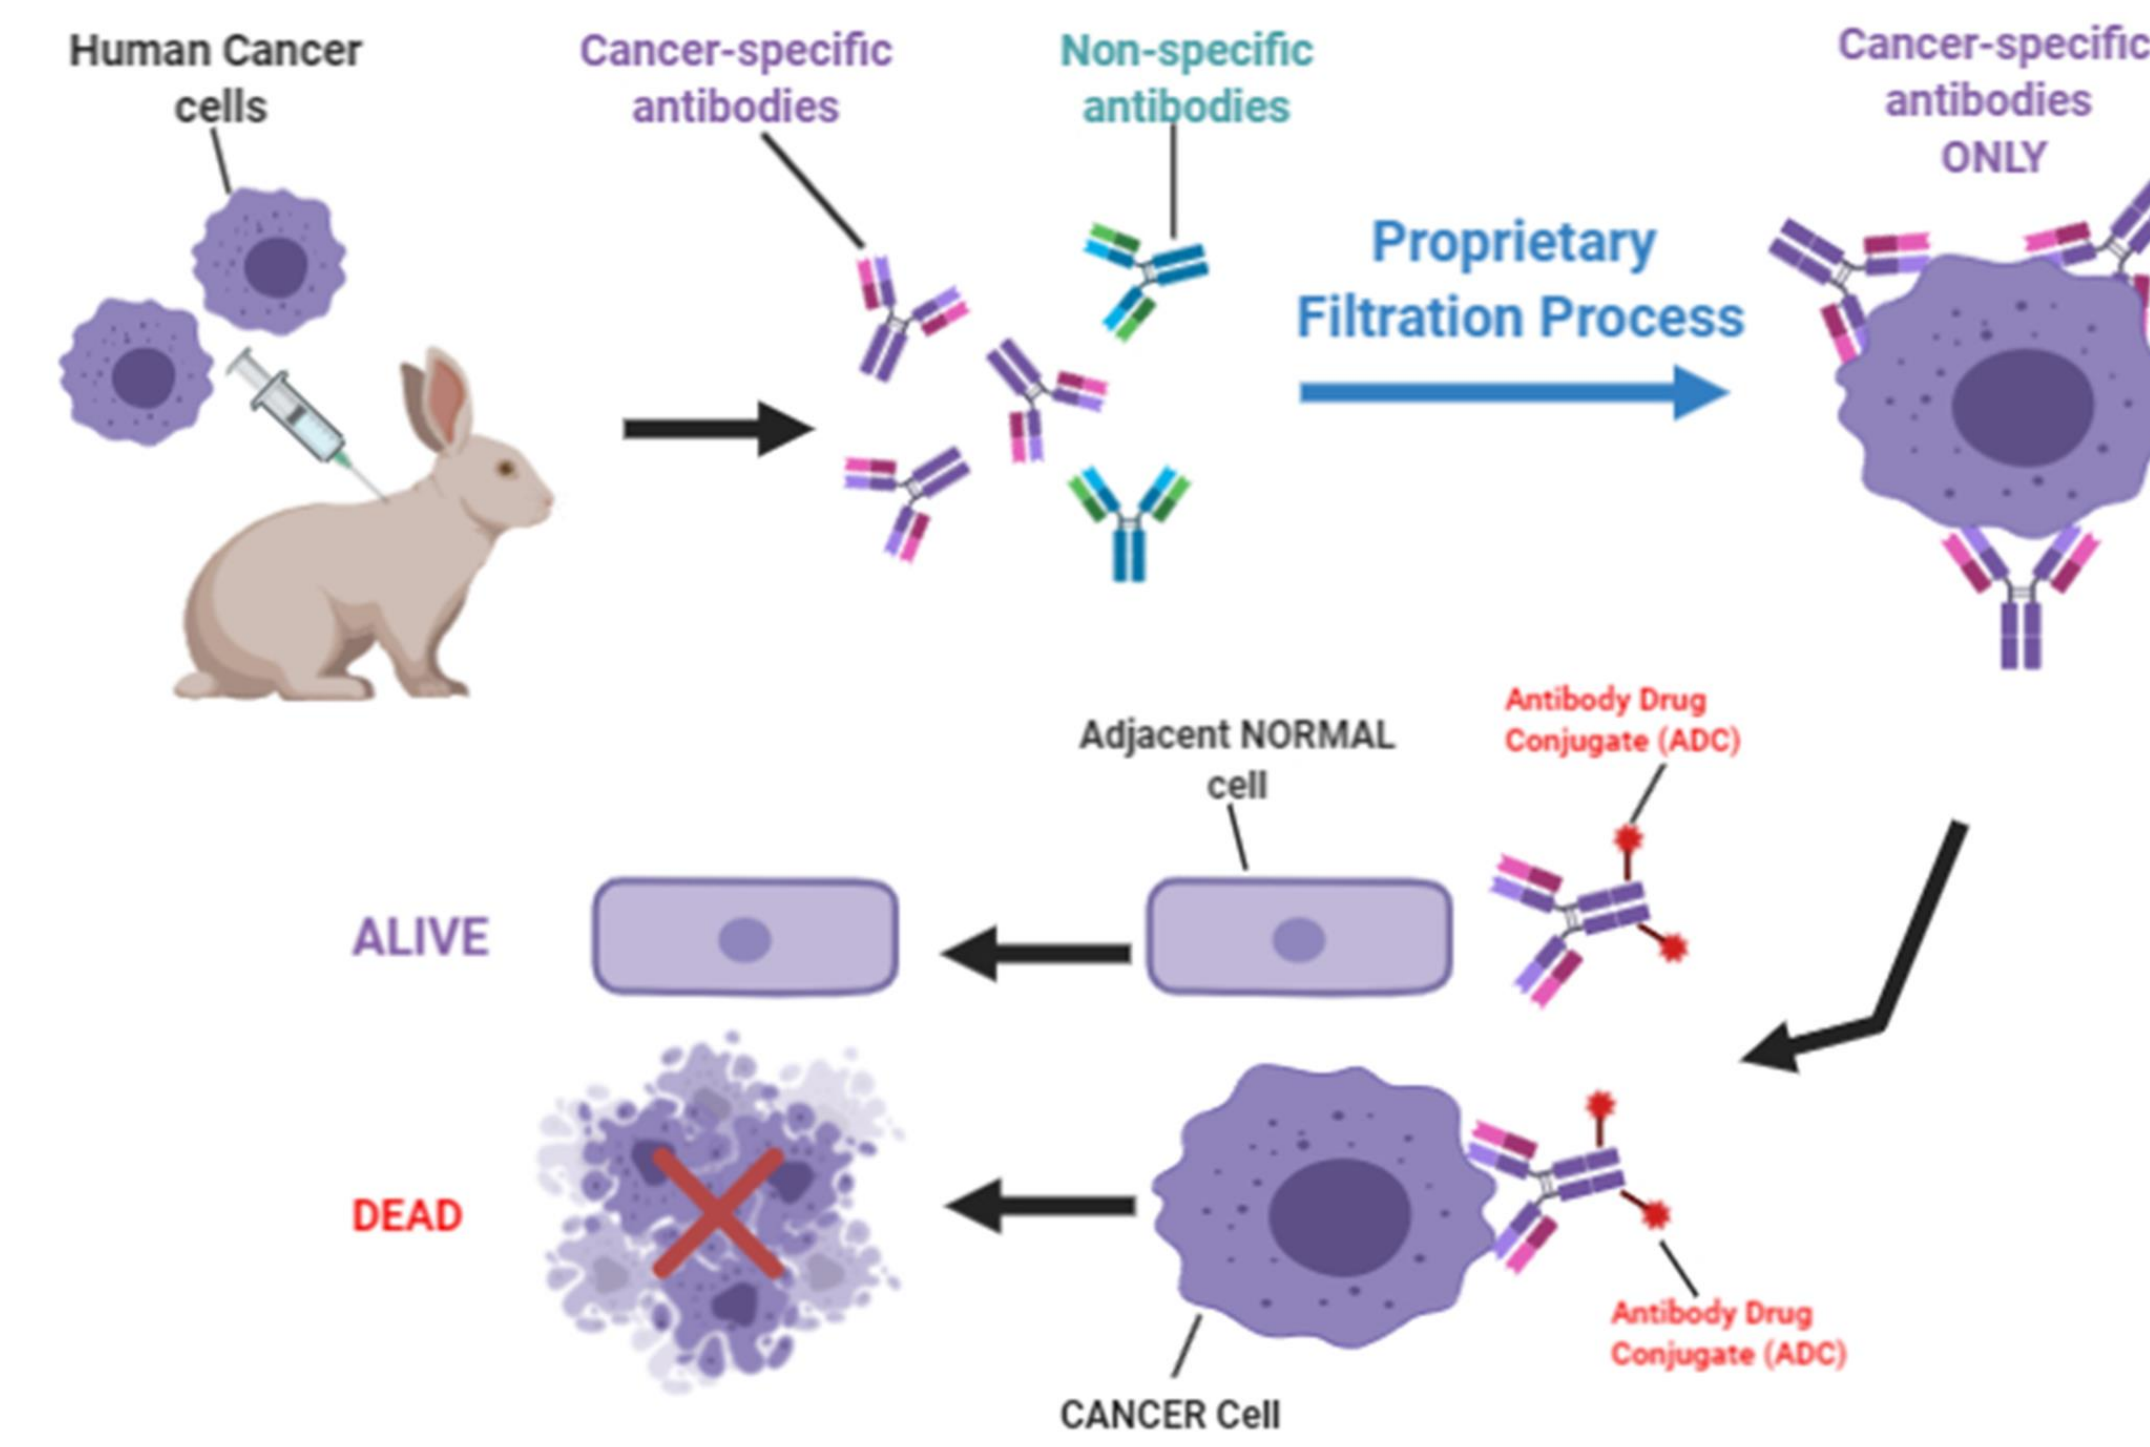 Human Cancer
cells
Cancer-specific
antibodies
Non-specific
antibodies
Proprietary
Filtration Process
Cancer-specific
antibodies
ONLY
Antibody Drug
Conjugate (ADC)
Adjacent NORMAL
cell
ALIVE
DEAD
Antibody Drug
Conjugate (ADC)
CANCER Cell